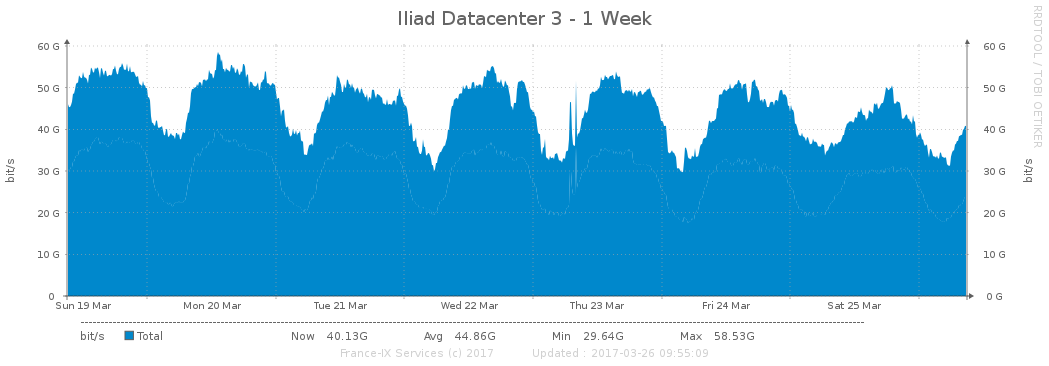 Iliad Datacenter 3 - 1 Week
RRDTOOL / TOBI OETIKER
bit/s
60 G 60 G
50 G 50 G
40 G 40 G
30 G 30 G
20 G 20 G
10 G 10 G
0 0 G
bit/s
Sun 19 Mar Mon 20 Mar Tue 21 Mar Wed 22 Mar Thu 23 Mar Fri 24 Mar Sat 25 Mar
bit/s Total Now 40.13G Avg 44.86G Min 29.64G Max 58.53G
France-IX Services (c) 2017 Updated : 2017-03-26 09:55:09